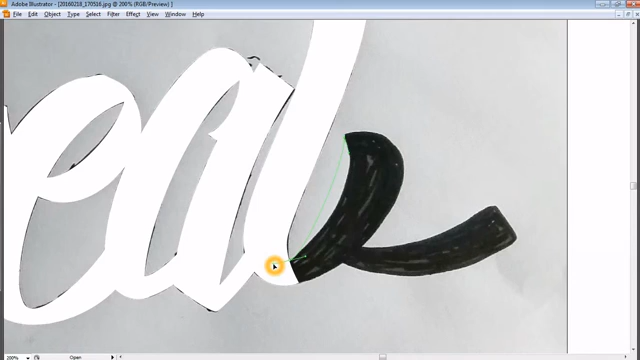 Adobe Illustrator - [20160218_170516.jpg @ 200% (RGB/Preview) ]
File Edit Object Type Select Filter Effect View Window Help
eal
200% Open